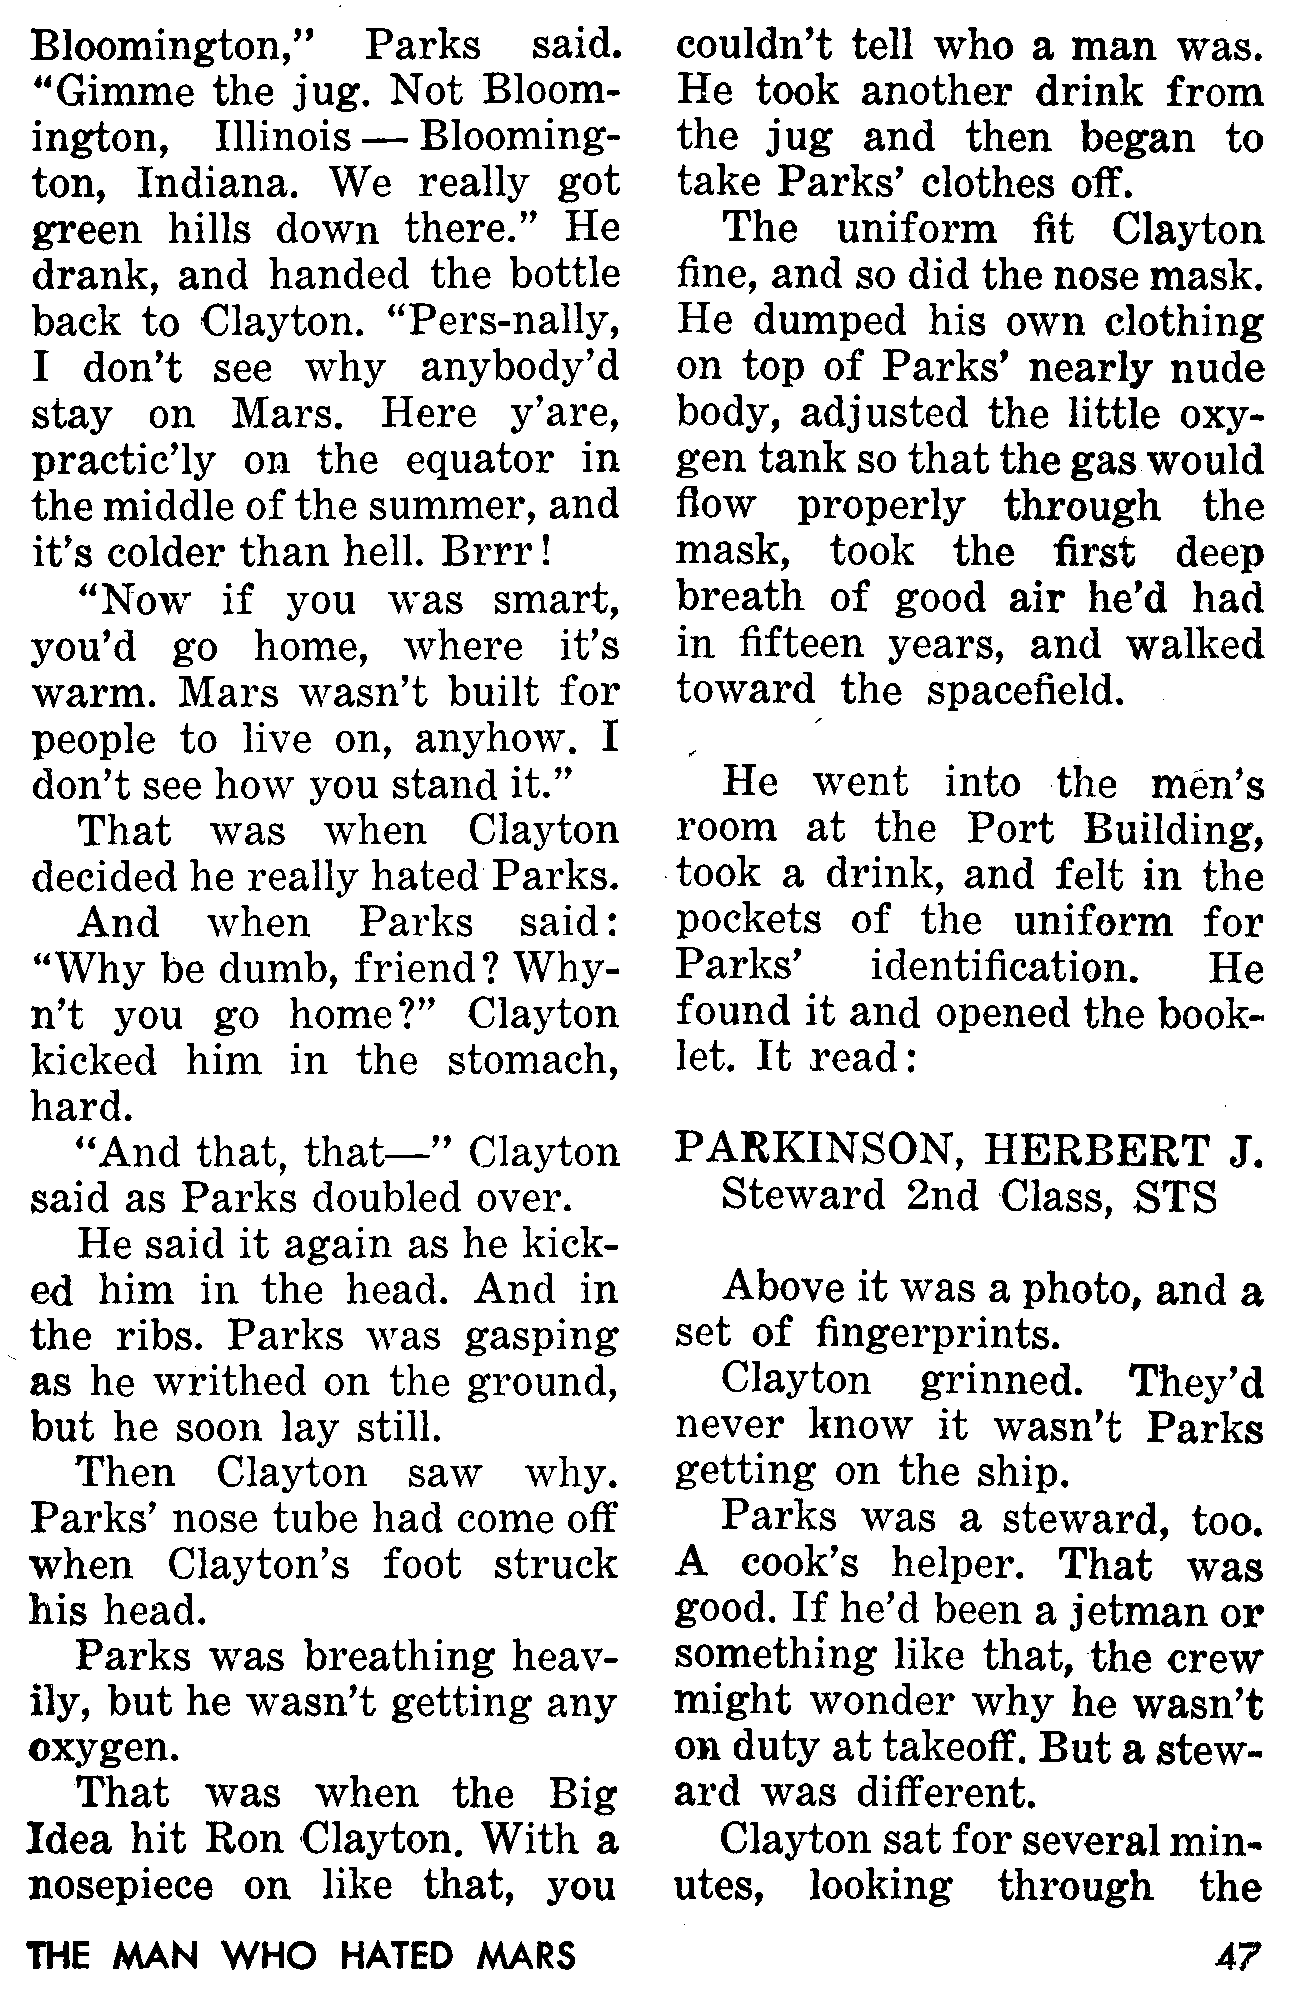 Bloomington,” Parks said.
“Gimme the jug. Not Bloom-
ington, Illinois — Blooming-
ton, Indiana. We really got
green hills down there.” He
drank, and handed the bottle
back to Clayton. “Pers-nally,
I don’t see why anybody’d
stay on Mars. Here y’are,
practic’ly on the equator in
the middle of the summer, and
it’s colder than hell. Brrr!
“Now if you was smart,
you’d go home, where it’s
warm. Mars wasn’t built for
people to live on, anyhow. I
don’t see how you stand it.”
That was when Clayton
decided he really hated Parks.
And when Parks said:
“Why be dumb, friend? Why-
n’t you go home?” Clayton
kicked him in the stomach,
hard.
“And that, that—” Clayton
said as Parks doubled over.
He said it again as he kick-
ed him in the head. And in
the ribs. Parks was gasping
as he writhed on the ground,
but he soon lay still.
Then Clayton saw why.
Parks’ nose tube had come off
when Clayton’s foot struck
his head.
Parks was breathing heav-
ily, but he wasn’t getting any
oxygen.
That was when the Big
Idea hit Ron Clayton. With a
nosepiece on like that, you
couldn’t tell who a man was.
He took another drink from
the jug and then began to
take Parks’ clothes off.
The uniform fit Clayton
fine, and so did the nose mask.
He dumped his own clothing
on top of Parks’ nearly nude
body, adjusted the little oxy-
gen tank so that the gas would
flow properly through the
mask, took the first deep
breath of good air he’d had
in fifteen years, and walked
toward the spacefield.
He went into the men’s
room at the Port Building,
took a drink, and felt in the
pockets of the uniform for
Parks’ identification. He
found it and opened the book-
let. It read:
PARKINSON, HERBERT J.
Steward 2nd Class, STS
Above it was a photo, and a
set of fingerprints.
Clayton grinned. They’d
never know it wasn’t Parks
getting on the ship.
Parks was a steward, too.
A cook’s helper. That was
good. If he’d been a jetman or
something like that, the crew
might wonder why he wasn’t
on duty at takeoff. But a stew-
ard was different.
Clayton sat for several min-
utes, looking through the
THE MAN WHO HATED MARS 47